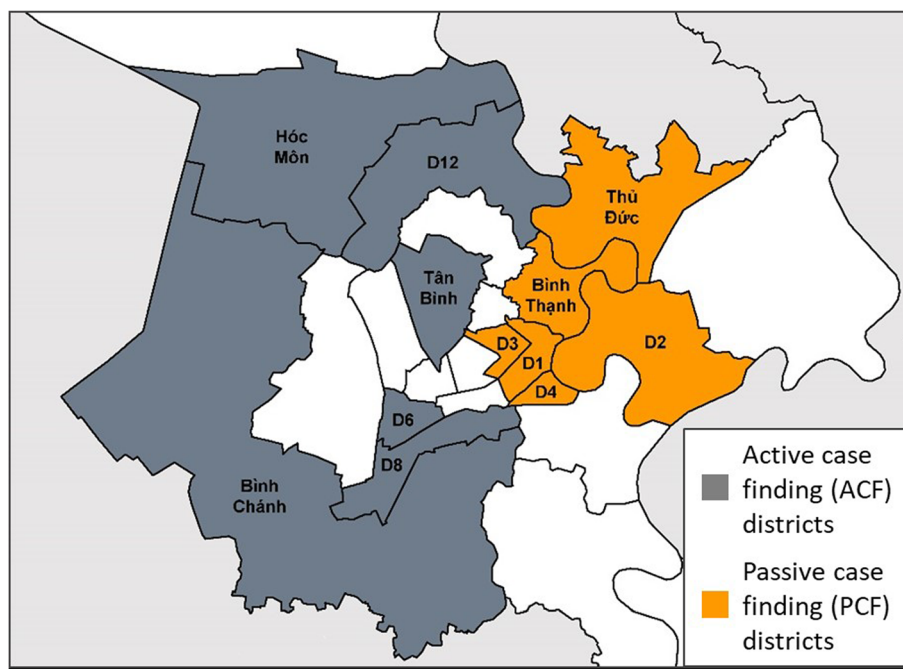 Hóc
Môn
D12
Thủ
Đức
Tân
Bình
Bình
Thạnh
D3
D1
D2
D4
D6
D8
Bình
Chánh
Active case
finding (ACF)
districts
Passive case
finding (PCF)
districts